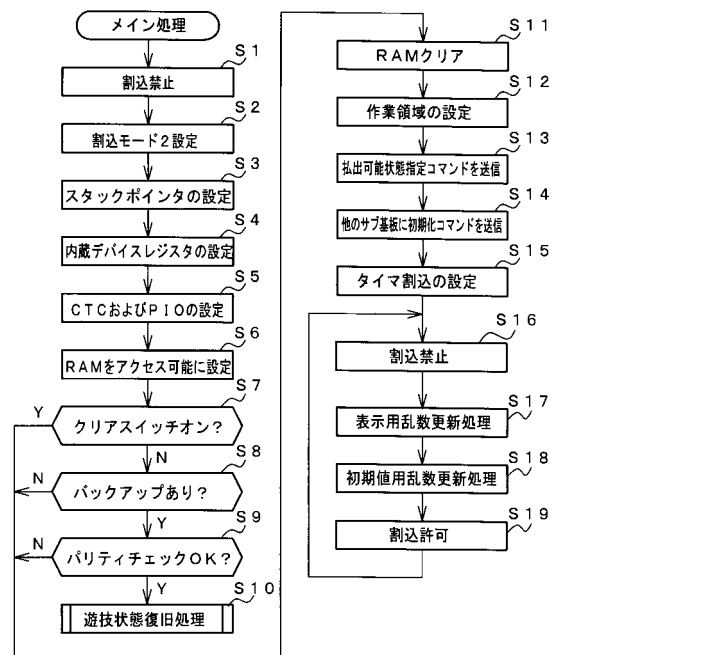 メイン処理
S1
割込禁止
S2
割込モード2設定
S3
スタックポインタの設定
S4
内蔵デバイスレジスタの設定
S5
CTCおよびPIOの設定
S6
RAMをアクセス可能に設定
S7
Y
クリアスイッチオン?
N
S8
N
バックアップあり?
Y
S9
N
パリティチェックOK?
Y
S10
遊技状態復旧処理
S11
RAMクリア
S12
作業領域の設定
S13
払出可能状態指定コマンドを送信
S14
他のサブ基板に初期化コマンドを送信
S15
タイマ割込の設定
S16
割込禁止
S17
表示用乱数更新処理
S18
初期値用乱数更新処理
S19
割込許可